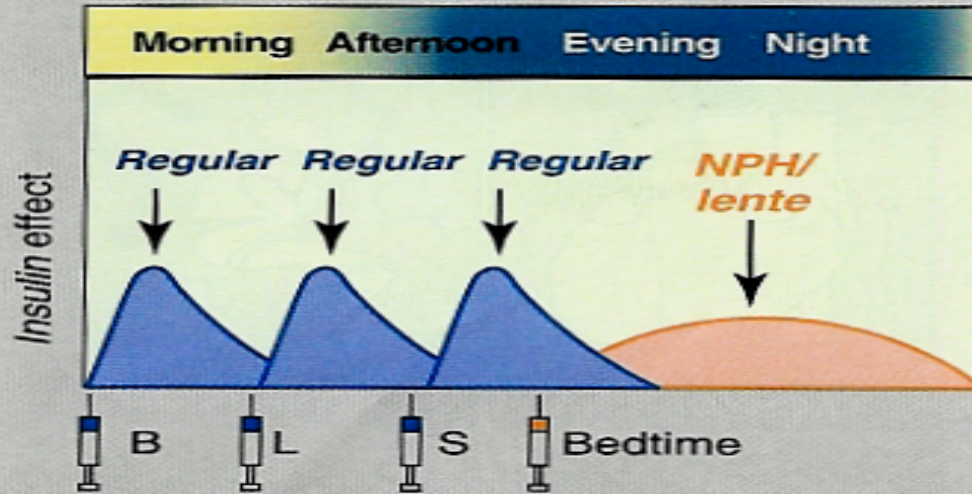 Morning Afternoon Evening Night
Regular Regular Regular NPH/
lente
Insulin effect
B L S Bedtime